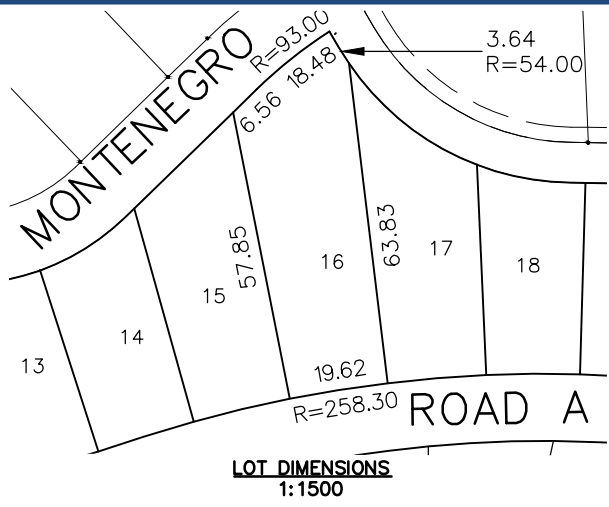 MONTENEGRO
R=93.00
6.56
18.48
3.64
R=54.00
57.85
63.83
13
14
15
16
17
18
19.62
R=258.30
ROAD A
LOT DIMENSIONS
1:1500